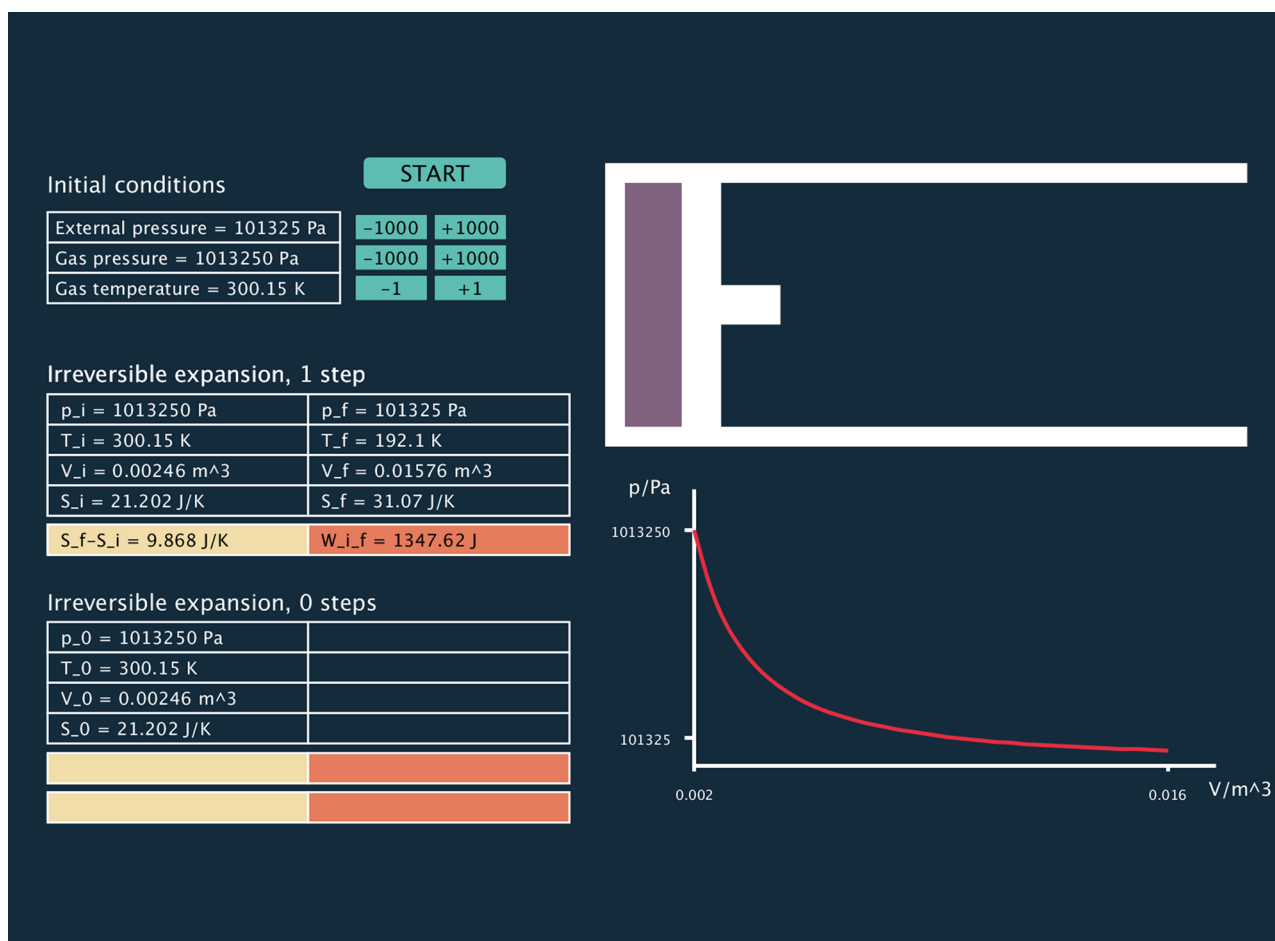 START
Initial conditions
External pressure = 101325 Pa -1000 +1000
Gas pressure = 1013250 Pa -1000 +1000
Gas temperature = 300.15 K -1 +1
Irreversible expansion, 1 step
p_i = 1013250 Pa p_f = 101325 Pa
T_i = 300.15 K T_f = 192.1 K
V_i = 0.00246 m^3 V_f = 0.01576 m^3
S_i = 21.202 J/K S_f = 31.07 J/K
S_f-S_i = 9.868 J/K W_i_f = 1347.62 J
Irreversible expansion, 0 steps
p_0 = 1013250 Pa
T_0 = 300.15 K
V_0 = 0.00246 m^3
S_0 = 21.202 J/K
p/Pa
1013250
101325
0.002 0.016 V/m^3